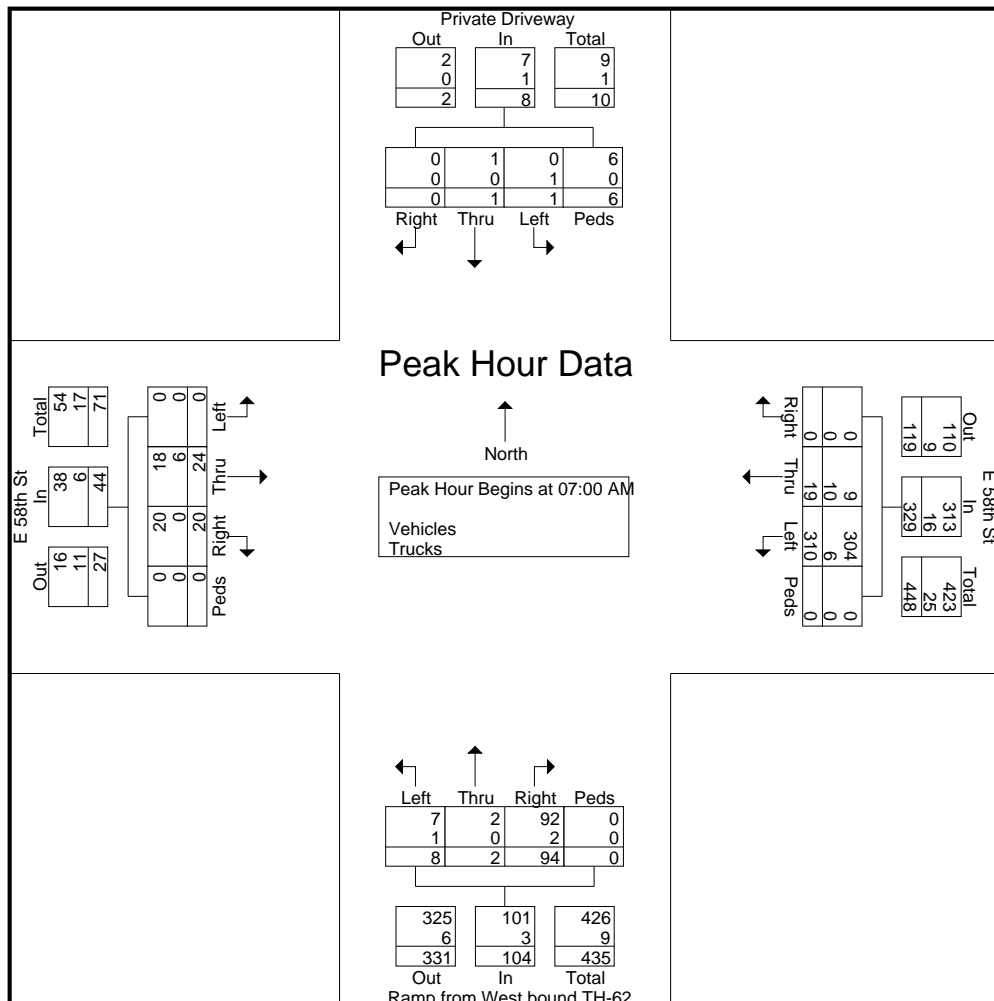 Private Driveway
Out In Total
2 7 9
0 1 1
2 8 10
0 1 0 6
0 0 1 0
0 1 1 6
Right Thru Left Peds
Peak Hour Data
North
Peak Hour Begins at 07:00 AM
Vehicles
Trucks
E 58th St
Out In Total
16 38 54
11 6 17
27 44 71
Peds Right Thru Left
0 20 18 0
0 0 6 0
0 20 24 0
E 58th St
Out In Total
110 313 423
9 16 25
119 329 448
Right Thru Left Peds
0 9 304 0
0 10 6 0
0 19 310 0
Left Thru Right Peds
7 2 92 0
1 0 2 0
8 2 94 0
325 101 426
6 3 9
331 104 435
Out In Total
Ramp from West bound TH-62